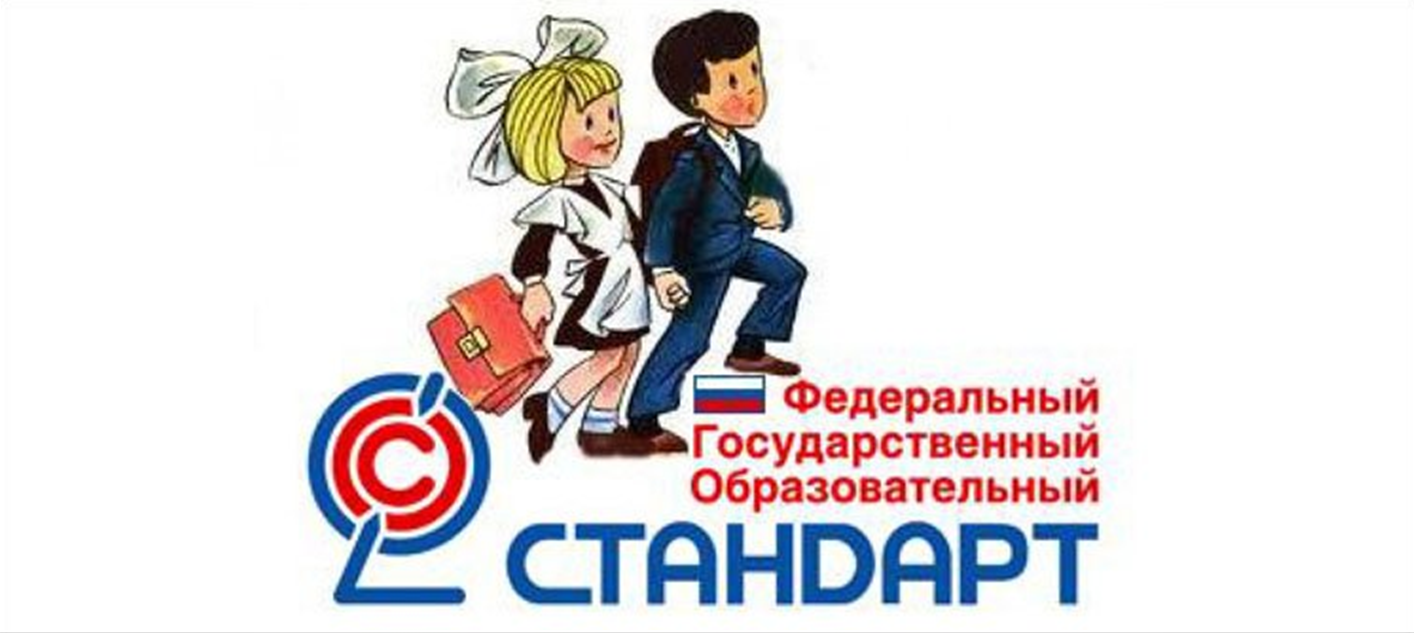 Федеральный
Государственный
Образовательный
СТАНДАРТ